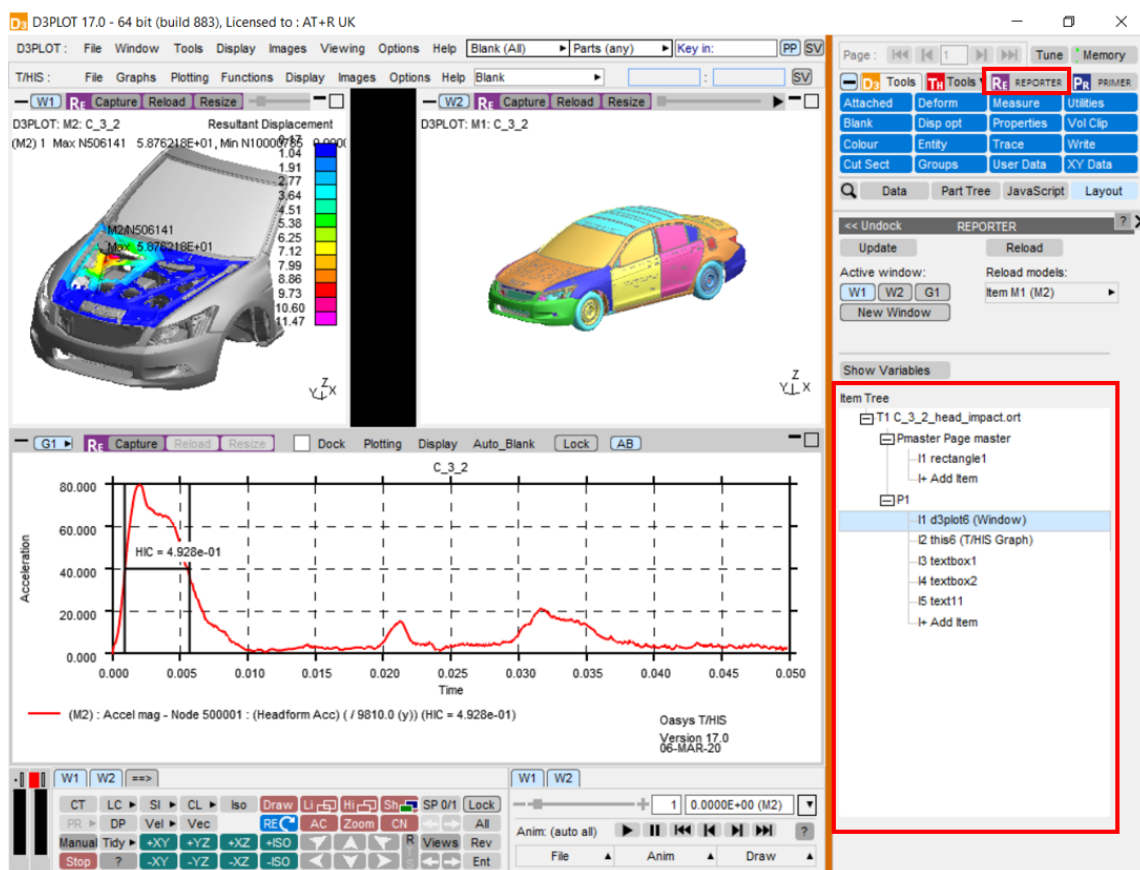 D3PLOT 17.0 - 64 bit (build 883), Licensed to : AT+R UK
D3PLOT : File Window Tools Display Images Viewing Options Help Blank (All) Parts (any) Key in: PP SV
T/HIS : File Graphs Plotting Functions Display Images Options Help Blank : SV
W1 RE Capture Reload Resize
D3PLOT: M2: C_3_2 Resultant Displacement
(M2) 1 Max N506141 5.876218E+01, Min
0.17
1.04
1.91
2.77
3.64
4.51
5.38
6.25
7.12
7.99
8.86
9.73
10.60
11.47
M2/N506141
Max 5.876218E+01
Z
Y X
W2 RE Capture Reload Resize
D3PLOT: M1: C_3_2
Z
Y X
G1 RE Capture Reload Resize Dock Plotting Display Auto_Blank Lock AB
C_3_2
80.000
60.000
40.000
20.000
0.000
Acceleration
HIC = 4.928e-01
0.000 0.005 0.010 0.015 0.020 0.025 0.030 0.035 0.040 0.045 0.050
Time
(M2) : Accel mag - Node 500001 : (Headform Acc) ( / 9810.0 (y)) (HIC = 4.928e-01)
Oasys T/HIS
Version 17.0
06-MAR-20
W1 W2 ==>
CT LC SI CL Iso Draw Li Hi Sh SP 0/1 Lock
PR DP Vel Vec RE AC Zoom CN All
Manual Tidy +XY +YZ +XZ +ISO R Views Rev
Stop ? -XY -YZ -XZ -ISO Ent
W1 W2
1 0.0000E+00 (M2)
Anim: (auto all) ?
File Anim Draw
Page : 1 Tune Memory
D3 Tools TH Tools RE REPORTER PR PRIMER
Attached Deform Measure Utilities
Blank Disp opt Properties Vol Clip
Colour Entity Trace Write
Cut Sect Groups User Data XY Data
Data Part Tree JavaScript Layout
<< Undock REPORTER ? X
Update Reload
Active window: Reload models:
W1 W2 G1 Item M1 (M2)
New Window
Show Variables
Item Tree
T1 C_3_2_head_impact.ort
Pmaster Page master
I1 rectangle1
I+ Add Item
P1
I1 d3plot6 (Window)
I2 this6 (T/HIS Graph)
I3 textbox1
I4 textbox2
I5 text11
I+ Add Item